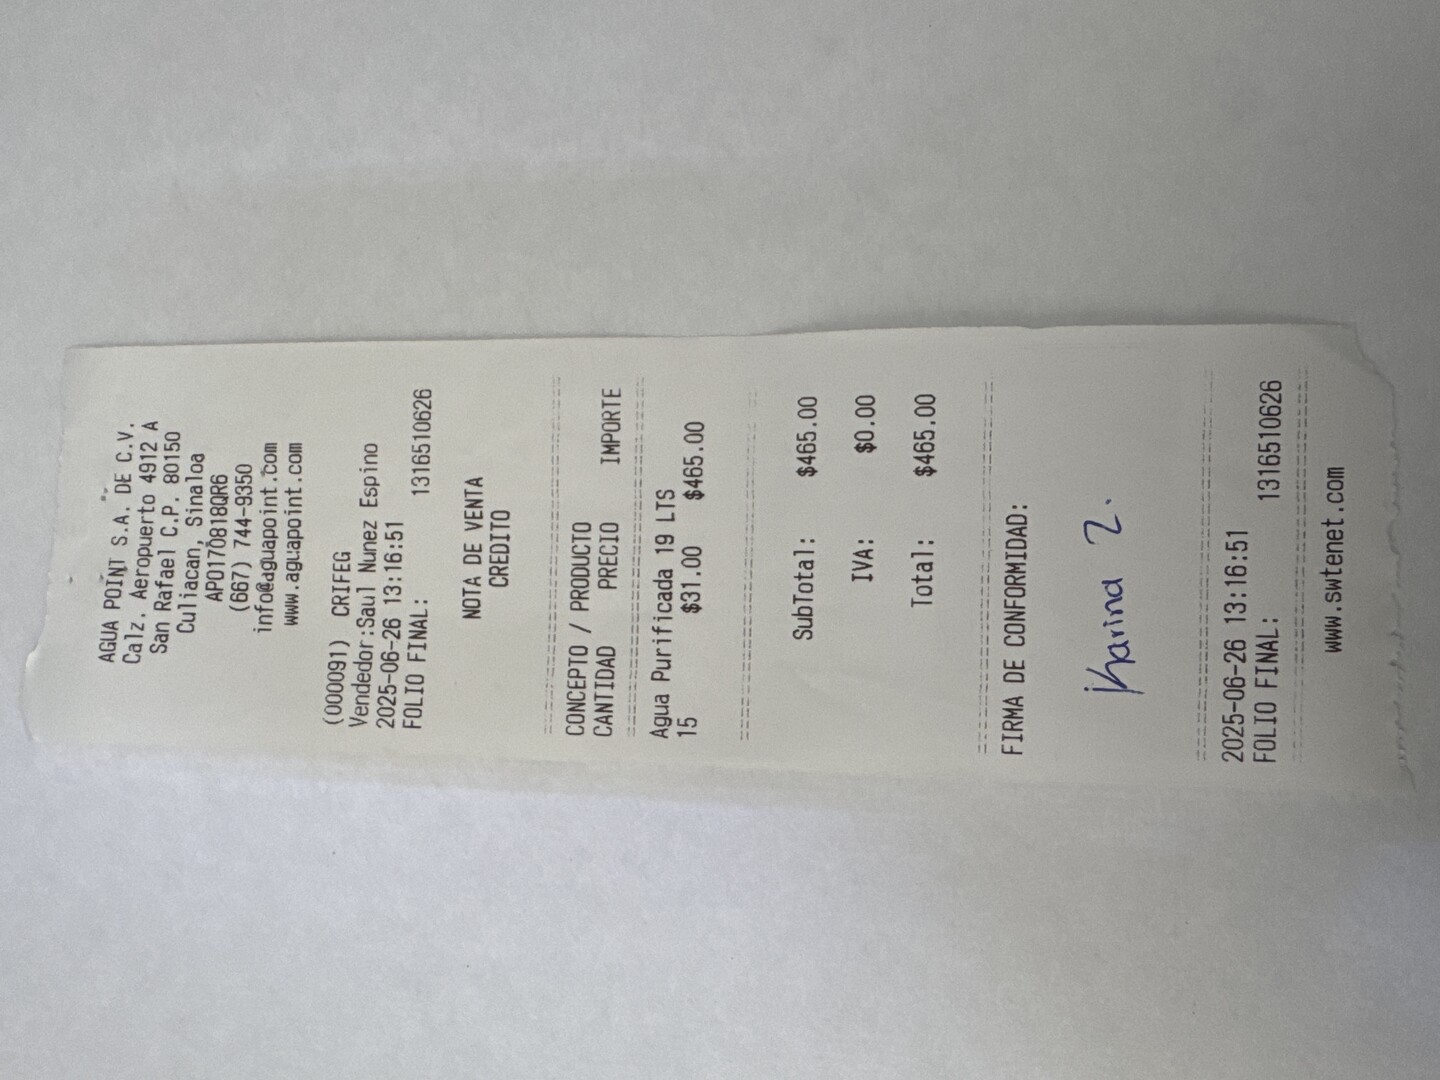 AGUA POINT S.A. DE C.V.
Calz. Aeropuerto 4912 A
San Rafael C.P. 80150
Culiacan, Sinaloa
APO170818QR6
(667) 744-9350
info@aguapoint.com
www.aguapoint.com
(000091) CRIFEG
Vendedor:Saul Nunez Espino
2025-06-26 13:16:51
FOLIO FINAL: 1316510626
NOTA DE VENTA
CREDITO
CONCEPTO / PRODUCTO
CANTIDAD PRECIO IMPORTE
Agua Purificada 19 LTS
15 $31.00 $465.00
SubTotal: $465.00
IVA: $0.00
Total: $465.00
FIRMA DE CONFORMIDAD:
Karina Z.
2025-06-26 13:16:51
FOLIO FINAL: 1316510626
www.swtenet.com